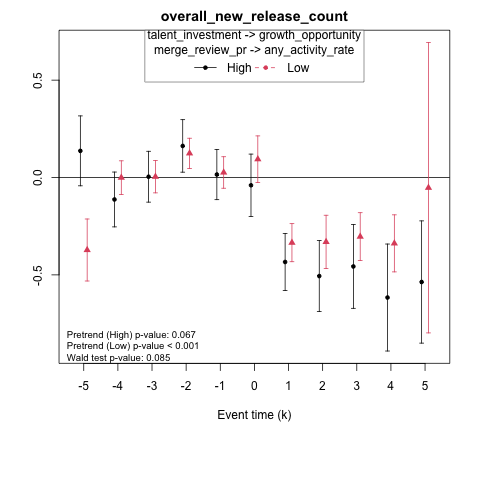 overall_new_release_count
talent_investment -> growth_opportunity
merge_review_pr -> any_activity_rate
High Low
0.5
0.0
-0.5
Pretrend (High) p-value: 0.067
Pretrend (Low) p-value < 0.001
Wald test p-value: 0.085
-5 -4 -3 -2 -1 0 1 2 3 4 5
Event time (k)